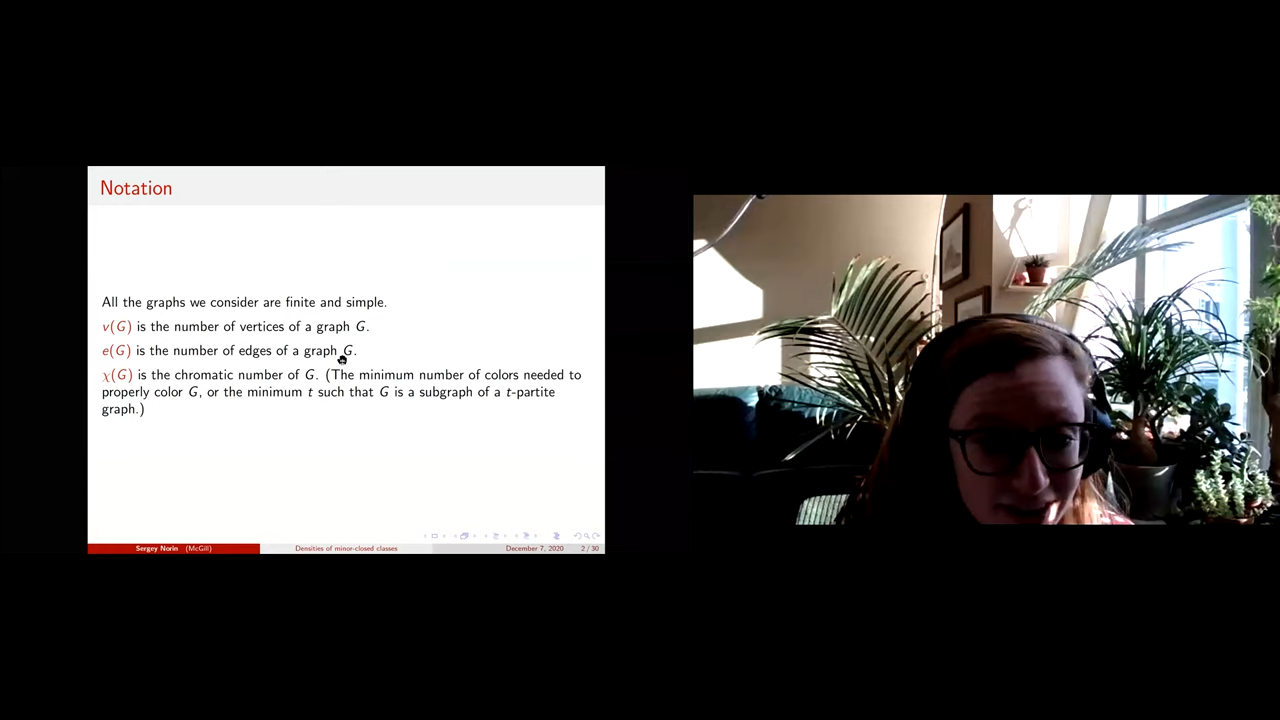 Notation
All the graphs we consider are finite and simple.
v(G) is the number of vertices of a graph G.
e(G) is the number of edges of a graph G.
χ(G) is the chromatic number of G. (The minimum number of colors needed to
properly color G, or the minimum t such that G is a subgraph of a t-partite
graph.)
Sergey Norin (McGill) Densities of minor-closed classes December 7, 2020 2 / 30